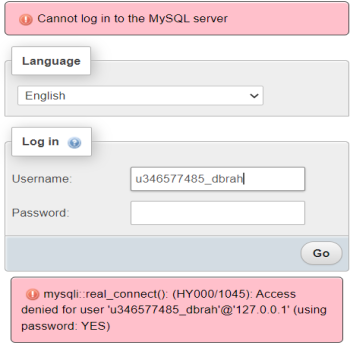 Cannot log in to the MySQL server
Language
English
Log in
Username:
u346577485_dbrah
Password:
Go
mysqli::real_connect(): (HY000/1045): Access
denied for user 'u346577485_dbrah'@'127.0.0.1' (using
password: YES)